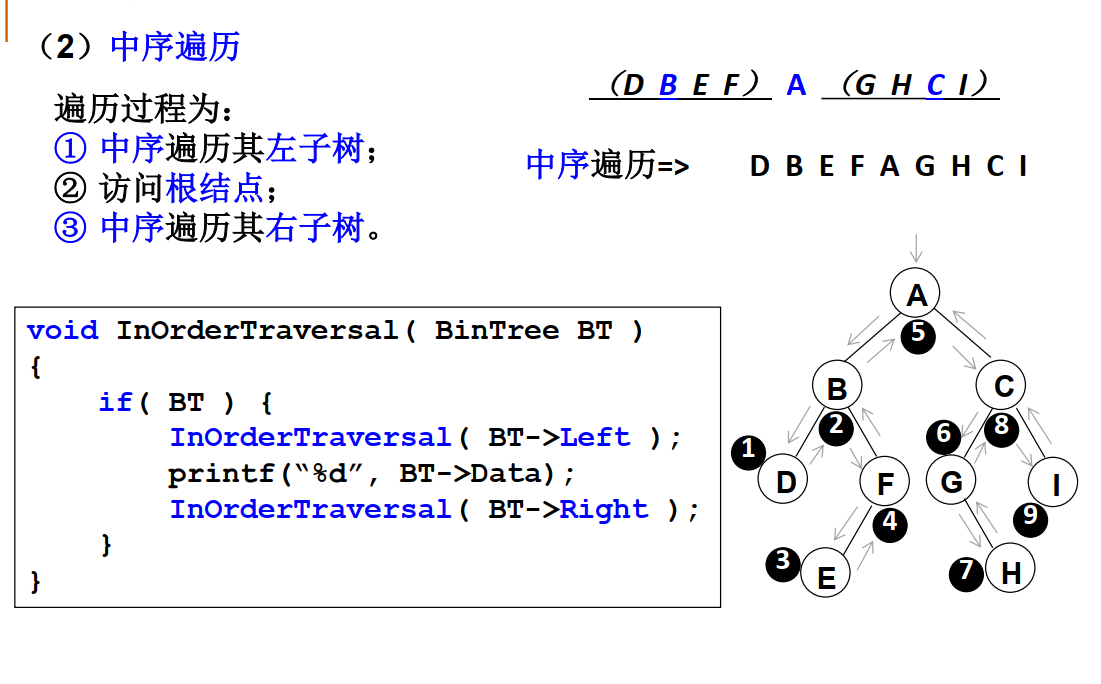 （2）中序遍历
遍历过程为：
① 中序遍历其左子树；
② 访问根结点；
③ 中序遍历其右子树。
（D B E F） A （G H C I）
中序遍历=> D B E F A G H C I
void InOrderTraversal( BinTree BT )
{
if( BT ) {
InOrderTraversal( BT->Left );
printf(“%d”, BT->Data);
InOrderTraversal( BT->Right );
}
}
A
5
B
C
2
6
8
1
D
F
G
I
4
9
3
E
7
H